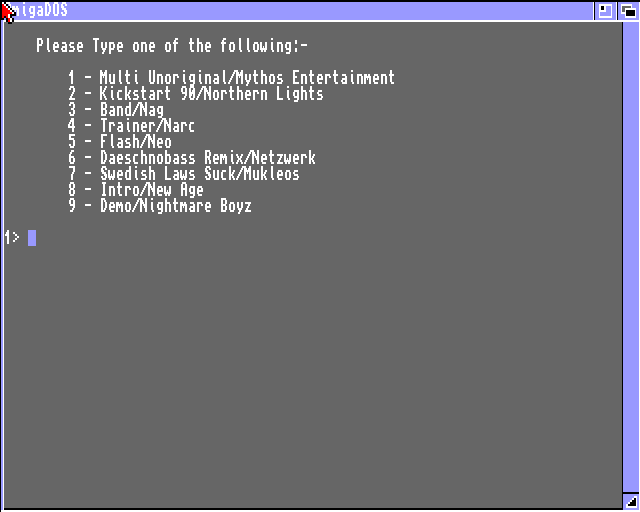 migaDOS
Please Type one of the following:-
1 - Multi Unoriginal/Mythos Entertainment
2 - Kickstart 90/Northern Lights
3 - Band/Nag
4 - Trainer/Narc
5 - Flash/Neo
6 - Daeschnobass Remix/Netzwerk
7 - Swedish Laws Suck/Mukleos
8 - Intro/New Age
9 - Demo/Nightmare Boyz
1>